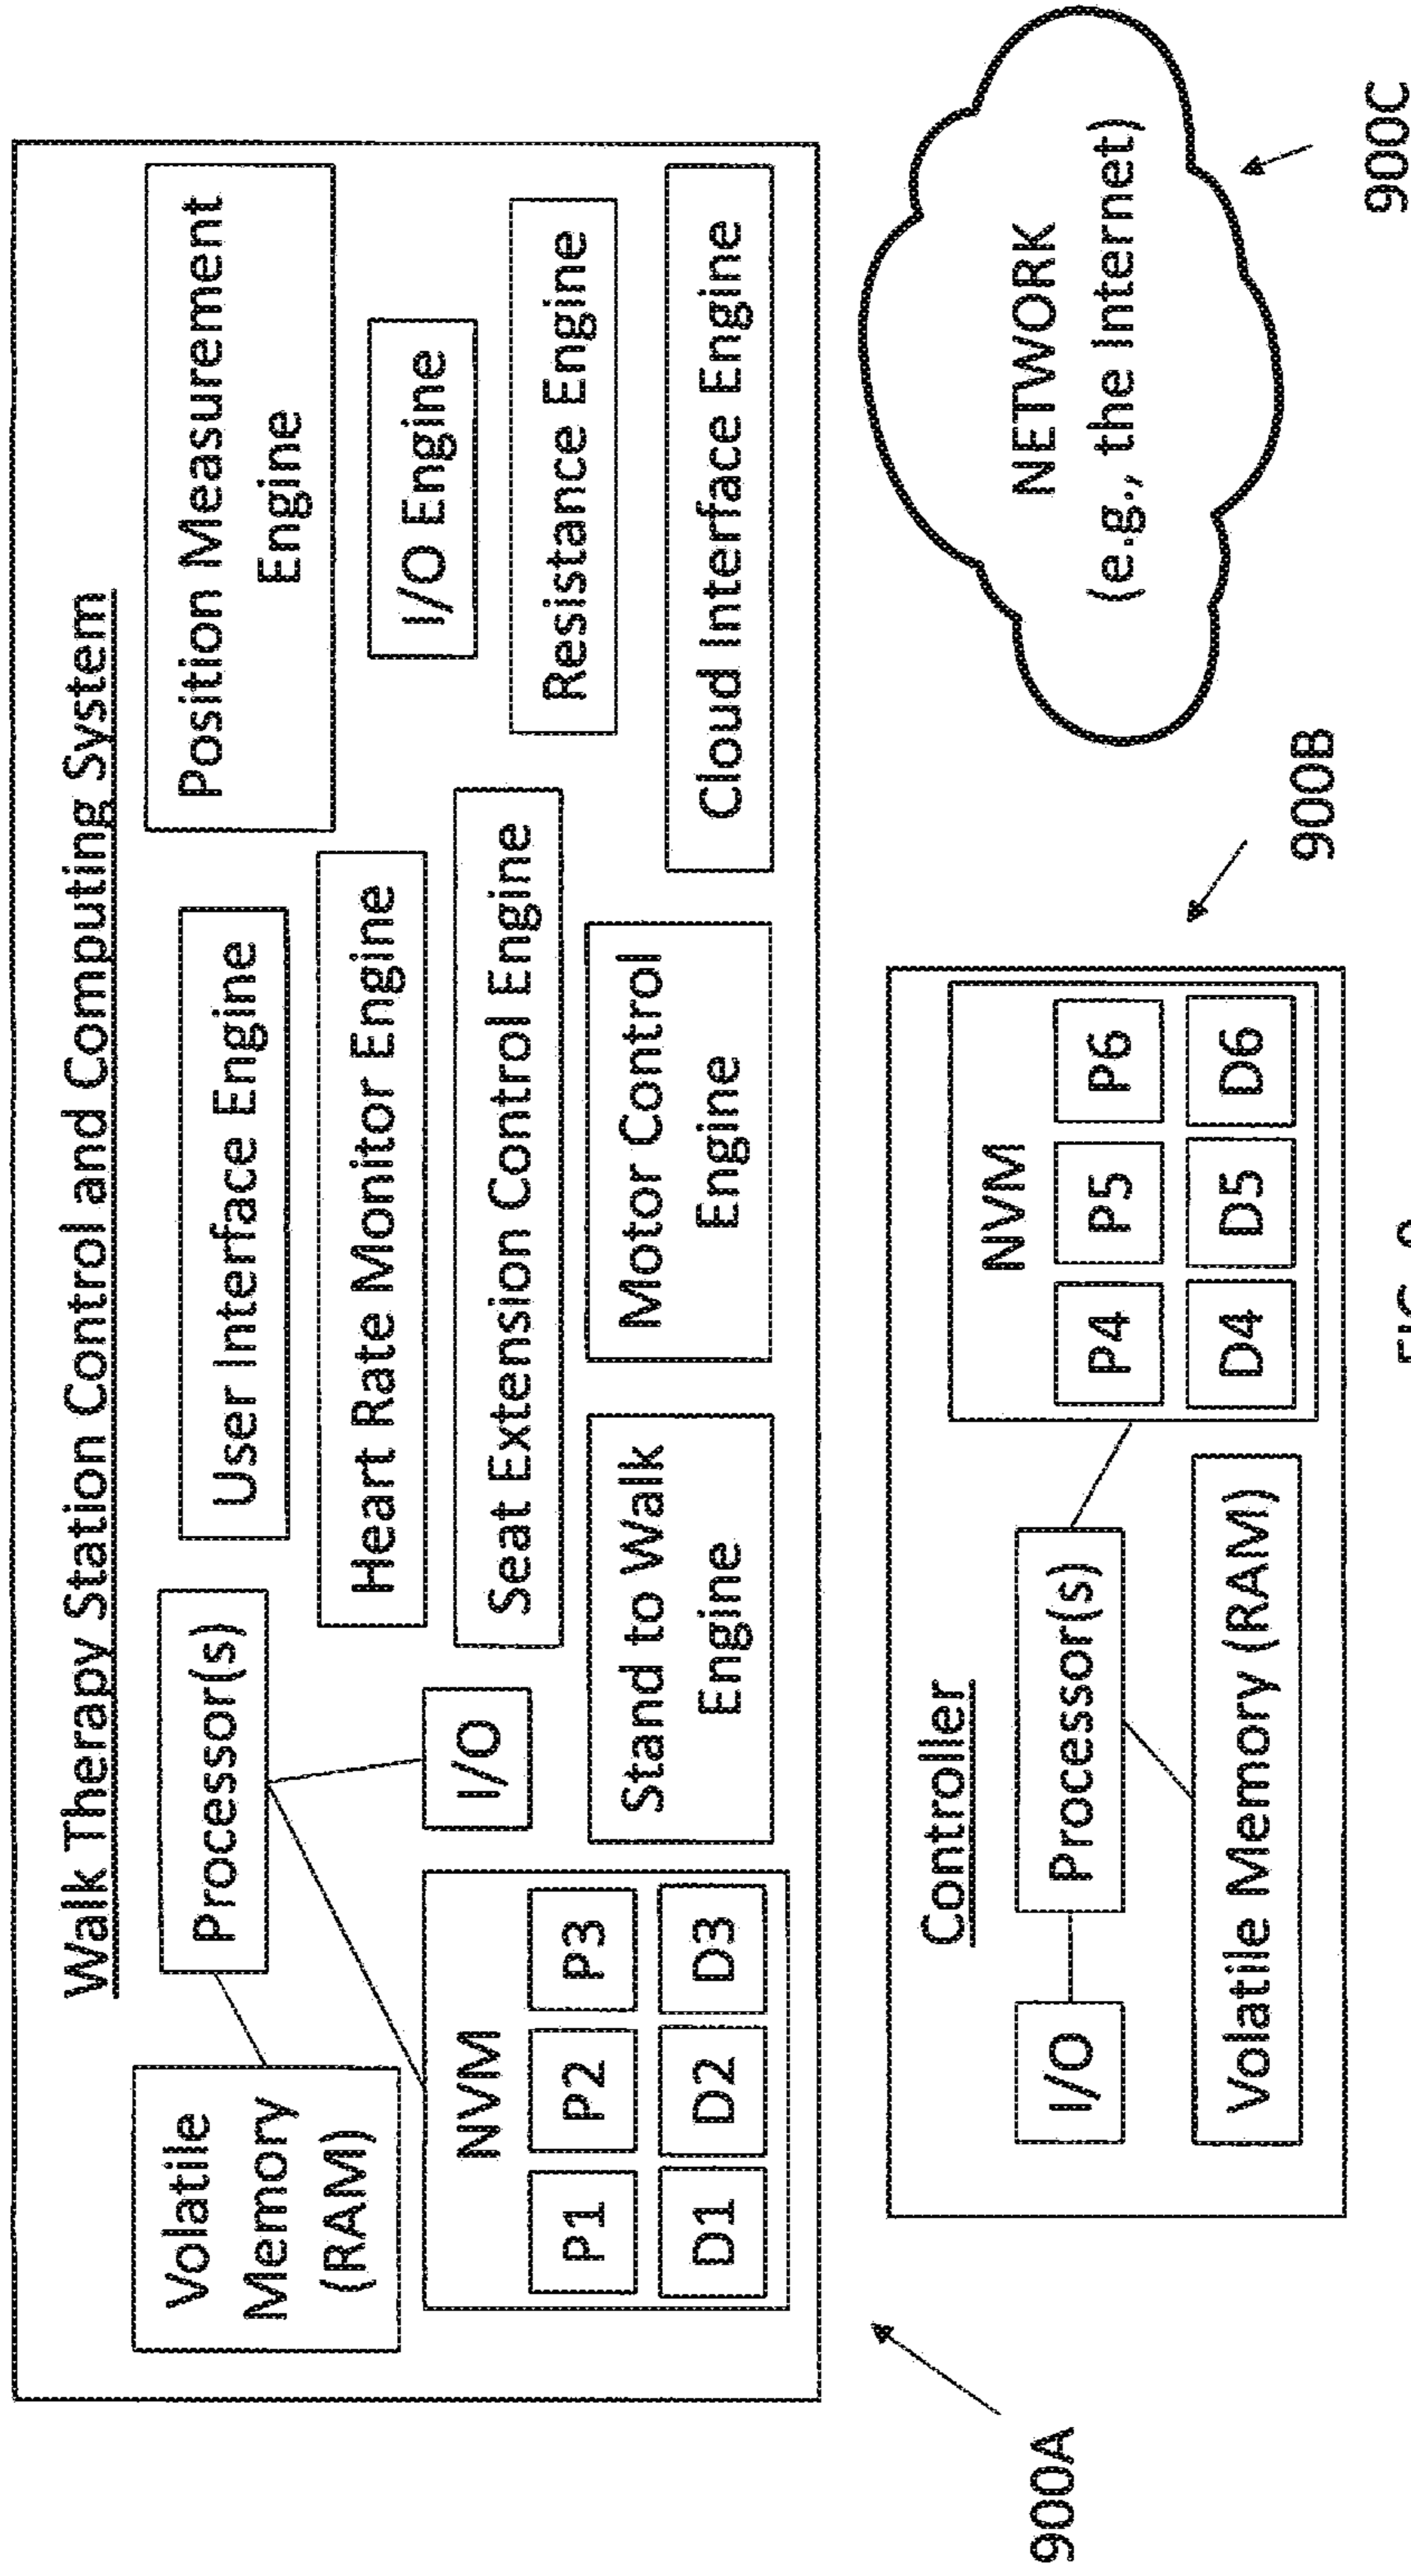 Walk Therapy Station Control and Computing System
Volatile
Memory
(RAM)
Processor(s)
NVM
P1 P2 P3
D1 D2 D3
I/O
User Interface Engine
Heart Rate Monitor Engine
Seat Extension Control Engine
Stand to Walk
Engine
Motor Control
Engine
Position Measurement
Engine
I/O Engine
Resistance Engine
Cloud Interface Engine
900A
Controller
I/O
Processor(s)
Volatile Memory (RAM)
NVM
P4 P5 P6
D4 D5 D6
900B
NETWORK
(e.g., the Internet)
900C